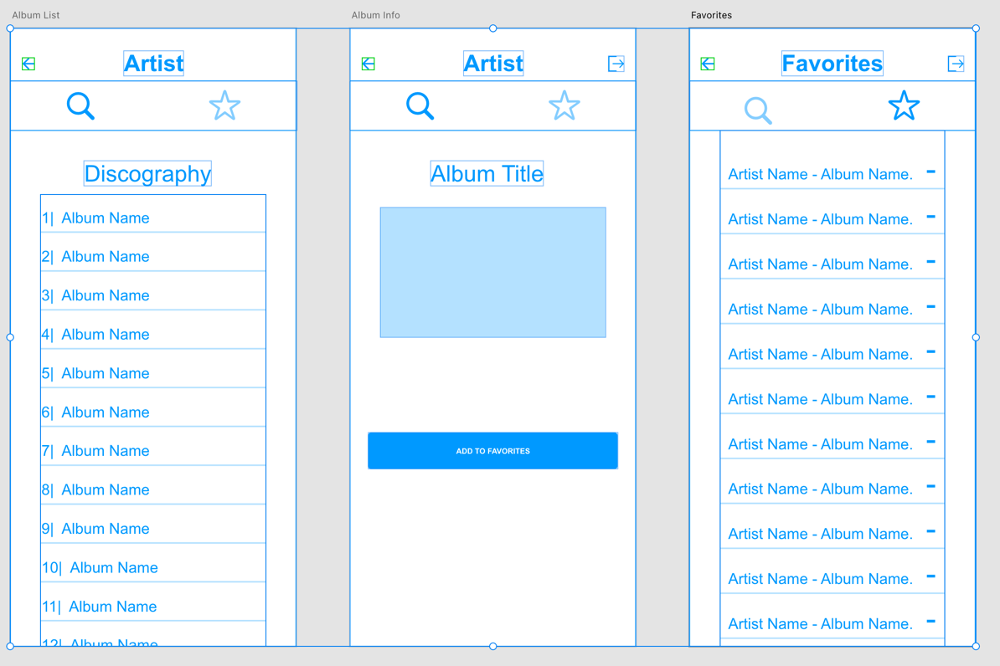 Album List
Artist
Discography
1| Album Name
2| Album Name
3| Album Name
4| Album Name
5| Album Name
6| Album Name
7| Album Name
8| Album Name
9| Album Name
10| Album Name
11| Album Name
12| Album Name
Album Info
Artist
Album Title
ADD TO FAVORITES
Favorites
Favorites
Artist Name - Album Name.
Artist Name - Album Name.
Artist Name - Album Name.
Artist Name - Album Name.
Artist Name - Album Name.
Artist Name - Album Name.
Artist Name - Album Name.
Artist Name - Album Name.
Artist Name - Album Name.
Artist Name - Album Name.
Artist Name - Album Name.